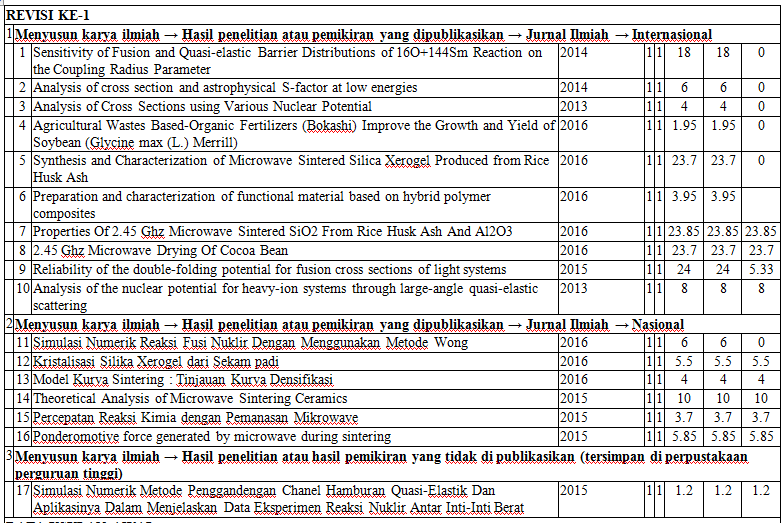 REVISI KE-1
1 Menyusun karya ilmiah → Hasil penelitian atau pemikiran yang dipublikasikan → Jurnal Ilmiah → Internasional
1 Sensitivity of Fusion and Quasi-elastic Barrier Distributions of 16O+144Sm Reaction on 2014 1 1 18 18 0
the Coupling Radius Parameter
2 Analysis of cross section and astrophysical S-factor at low energies 2014 1 1 6 6 0
3 Analysis of Cross Sections using Various Nuclear Potential 2013 1 1 4 4 0
4 Agricultural Wastes Based-Organic Fertilizers (Bokashi) Improve the Growth and Yield of 2016 1 1 1.95 1.95 0
Soybean (Glycine max (L.) Merrill)
5 Synthesis and Characterization of Microwave Sintered Silica Xerogel Produced from Rice 2016 1 1 23.7 23.7 0
Husk Ash
6 Preparation and characterization of functional material based on hybrid polymer 2016 1 1 3.95 3.95
composites
7 Properties Of 2.45 Ghz Microwave Sintered SiO2 From Rice Husk Ash And Al2O3 2016 1 1 23.85 23.85 23.85
8 2.45 Ghz Microwave Drying Of Cocoa Bean 2016 1 1 23.7 23.7 23.7
9 Reliability of the double-folding potential for fusion cross sections of light systems 2015 1 1 24 24 5.33
10 Analysis of the nuclear potential for heavy-ion systems through large-angle quasi-elastic 2013 1 1 8 8 8
scattering
2 Menyusun karya ilmiah → Hasil penelitian atau pemikiran yang dipublikasikan → Jurnal Ilmiah → Nasional
11 Simulasi Numerik Reaksi Fusi Nuklir Dengan Menggunakan Metode Wong 2016 1 1 6 6 0
12 Kristalisasi Silika Xerogel dari Sekam padi 2016 1 1 5.5 5.5 5.5
13 Model Kurva Sintering : Tinjauan Kurva Densifikasi 2016 1 1 4 4 4
14 Theoretical Analysis of Microwave Sintering Ceramics 2015 1 1 10 10 10
15 Percepatan Reaksi Kimia dengan Pemanasan Mikrowave 2015 1 1 3.7 3.7 3.7
16 Ponderomotive force generated by microwave during sintering 2015 1 1 5.85 5.85 5.85
3 Menyusun karya ilmiah → Hasil penelitian atau hasil pemikiran yang tidak di publikasikan (tersimpan di perpustakaan
perguruan tinggi)
17 Simulasi Numerik Metode Penggandengan Chanel Hamburan Quasi-Elastik Dan 2015 1 1 1.2 1.2 1.2
Aplikasinya Dalam Menjelaskan Data Eksperimen Reaksi Nuklir Antar Inti-Inti Berat